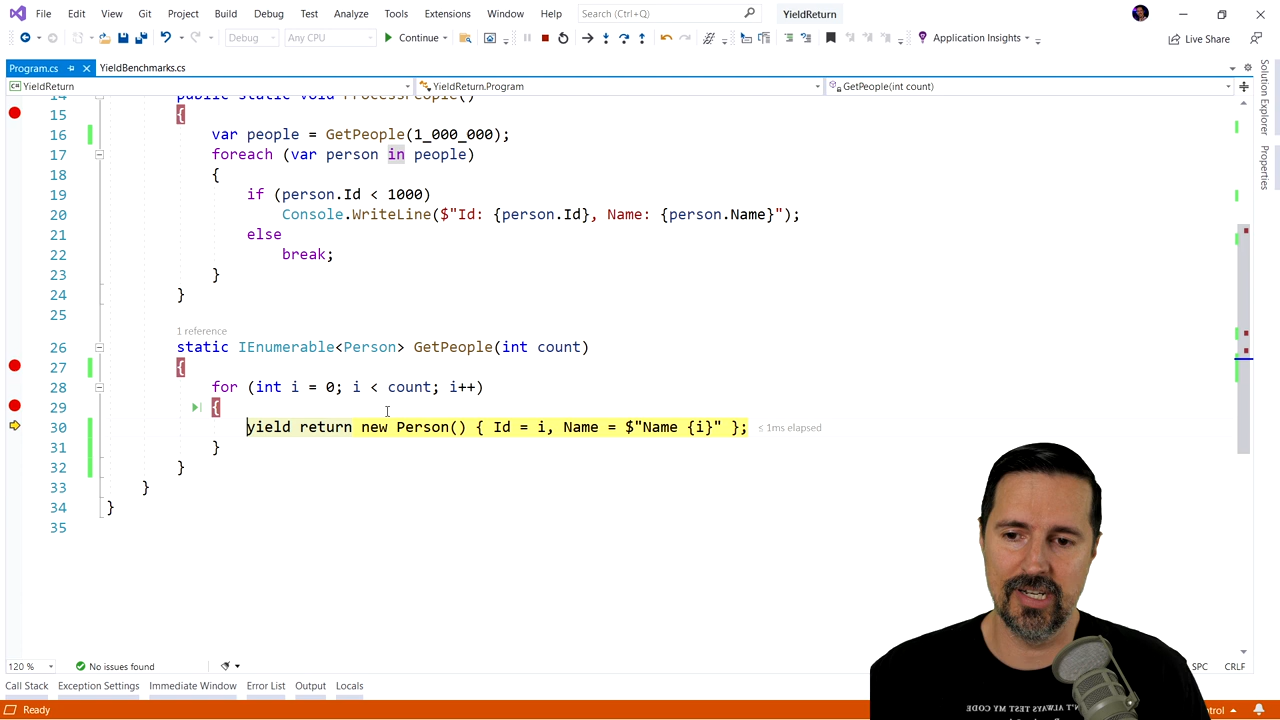 File Edit View Git Project Build Debug Test Analyze Tools Extensions Window Help Search (Ctrl+Q) YieldReturn
Debug Any CPU Continue Application Insights Live Share
Program.cs YieldBenchmarks.cs
YieldReturn YieldReturn.Program GetPeople(int count)
14 public static void ProcessPeople()
15 {
16 var people = GetPeople(1_000_000);
17 foreach (var person in people)
18 {
19 if (person.Id < 1000)
20 Console.WriteLine($"Id: {person.Id}, Name: {person.Name}");
21 else
22 break;
23 }
24 }
25
1 reference
26 static IEnumerable<Person> GetPeople(int count)
27 {
28 for (int i = 0; i < count; i++)
29 {
30 yield return new Person() { Id = i, Name = $"Name {i}" }; ≤ 1ms elapsed
31 }
32 }
33 }
34 }
35
Solution Explorer
Properties
120 % No issues found SPC CRLF
Call Stack Exception Settings Immediate Window Error List Output Locals
Ready